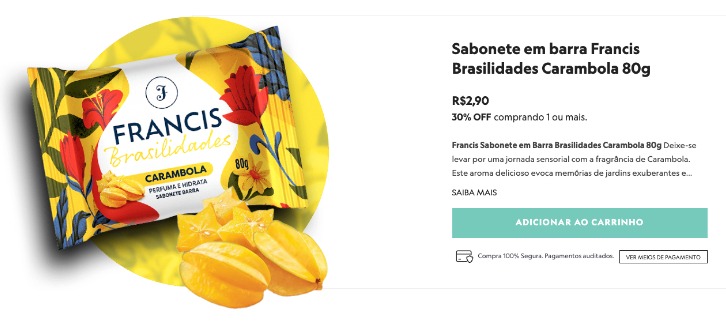 FRANCIS
Brasilidades
80g
CARAMBOLA
PERFUMA E HIDRATA
SABONETE BARRA
Sabonete em barra Francis
Brasilidades Carambola 80g
R$2,90
30% OFF comprando 1 ou mais.
Francis Sabonete em Barra Brasilidades Carambola 80g Deixe-se
levar por uma jornada sensorial com a fragrância de Carambola.
Este aroma delicioso evoca memórias de jardins exuberantes e...
SAIBA MAIS
ADICIONAR AO CARRINHO
Compra 100% Segura. Pagamentos auditados.
VER MEIOS DE PAGAMENTO